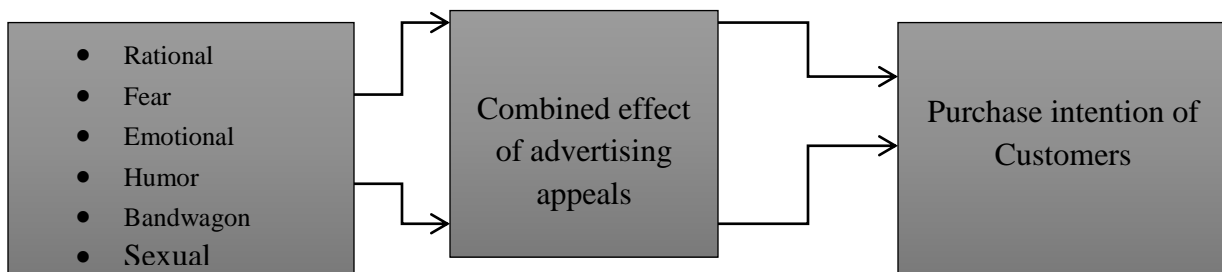 • Rational
• Fear
• Emotional
• Humor
• Bandwagon
• Sexual
Combined effect
of advertising
appeals
Purchase intention of
Customers